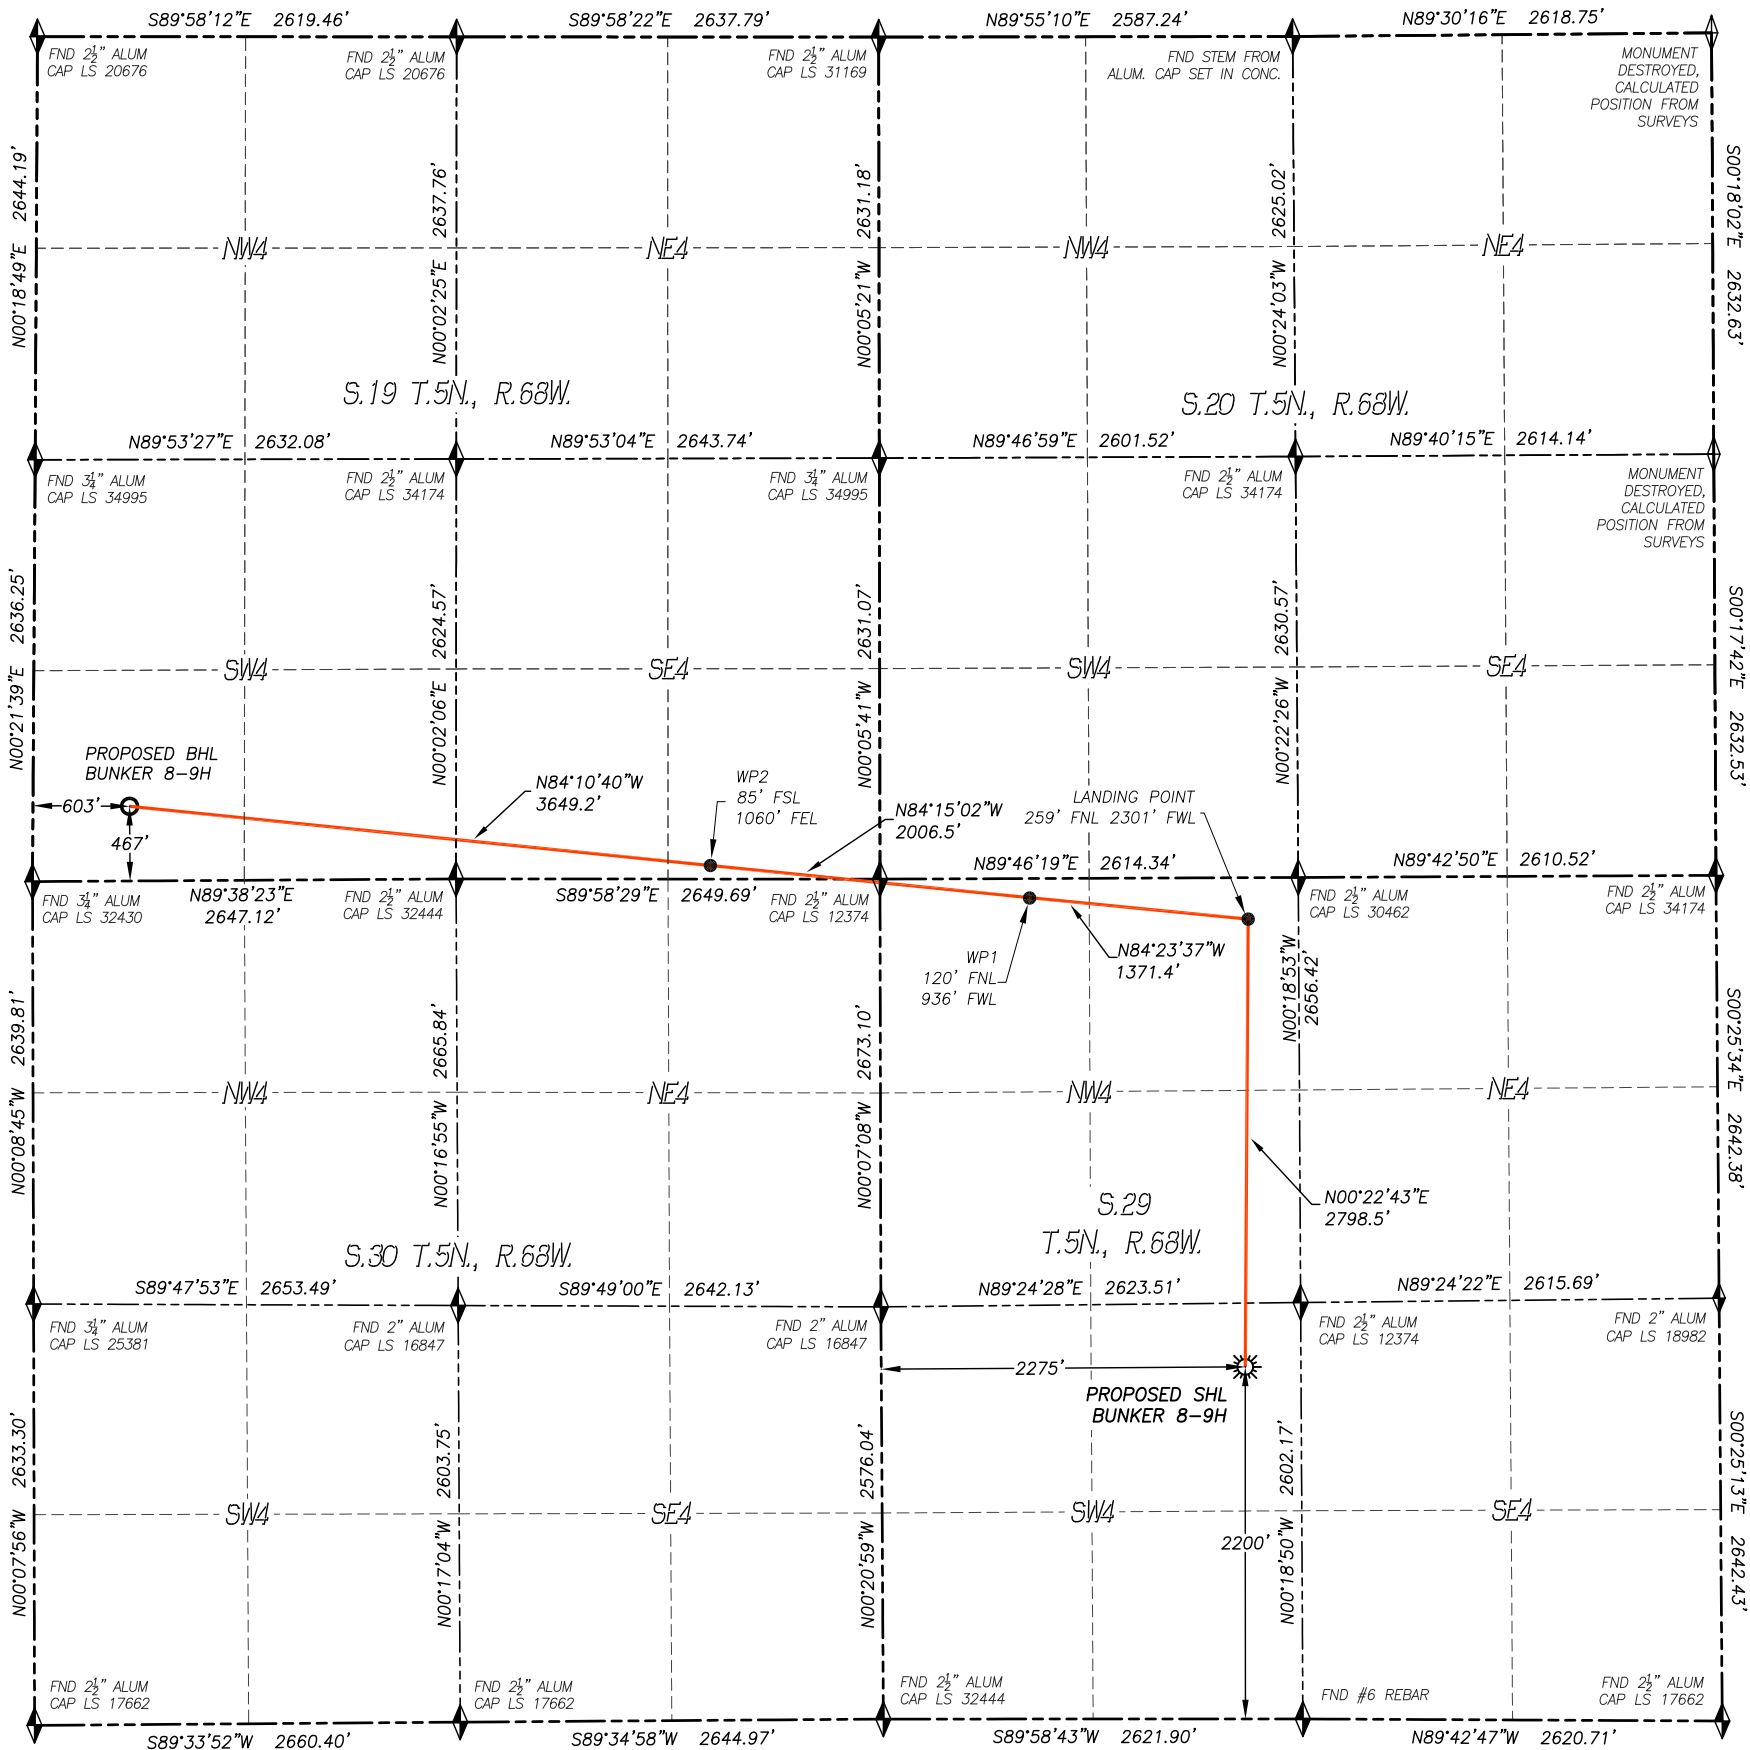 S89°58'12"E 2619.46'
S89°58'22"E 2637.79'
N89°55'10"E 2587.24'
N89°30'16"E 2618.75'
FND 2½" ALUM
CAP LS 20676
FND 2½" ALUM
CAP LS 20676
FND 2½" ALUM
CAP LS 31169
FND STEM FROM
ALUM. CAP SET IN CONC.
MONUMENT
DESTROYED,
CALCULATED
POSITION FROM
SURVEYS
N00°18'49"E 2644.19'
N00°02'25"E 2637.76'
N00°05'21"W 2631.18'
N00°24'03"W 2625.02'
S00°18'02"E 2632.63'
NW4
NE4
NW4
NE4
S.19 T.5N., R.68W.
S.20 T.5N., R.68W.
N89°53'27"E 2632.08'
N89°53'04"E 2643.74'
N89°46'59"E 2601.52'
N89°40'15"E 2614.14'
FND 3¼" ALUM
CAP LS 34995
FND 2½" ALUM
CAP LS 34174
FND 3¼" ALUM
CAP LS 34995
FND 2½" ALUM
CAP LS 34174
MONUMENT
DESTROYED,
CALCULATED
POSITION FROM
SURVEYS
N00°21'39"E 2636.25'
N00°02'06"E 2624.57'
N00°05'41"W 2631.07'
N00°22'26"W 2630.57'
S00°17'42"E 2632.53'
SW4
SE4
SW4
SE4
PROPOSED BHL
BUNKER 8-9H
603'
467'
N84°10'40"W
3649.2'
WP2
85' FSL
1060' FEL
N84°15'02"W
2006.5'
LANDING POINT
259' FNL 2301' FWL
N89°38'23"E
2647.12'
S89°58'29"E 2649.69'
N89°46'19"E 2614.34'
N89°42'50"E 2610.52'
FND 3¼" ALUM
CAP LS 32430
FND 2½" ALUM
CAP LS 32444
FND 2½" ALUM
CAP LS 12374
FND 2½" ALUM
CAP LS 30462
FND 2½" ALUM
CAP LS 34174
WP1
120' FNL
936' FWL
N84°23'37"W
1371.4'
N00°08'45"W 2639.81'
N00°16'55"W 2665.84'
N00°07'08"W 2673.10'
N00°18'53"W
2656.42'
S00°25'34"E 2642.38'
NW4
NE4
NW4
NE4
N00°22'43"E
2798.5'
S.30 T.5N., R.68W.
S.29
T.5N., R.68W.
S89°47'53"E 2653.49'
S89°49'00"E 2642.13'
N89°24'28"E 2623.51'
N89°24'22"E 2615.69'
FND 3¼" ALUM
CAP LS 25381
FND 2" ALUM
CAP LS 16847
FND 2" ALUM
CAP LS 16847
FND 2½" ALUM
CAP LS 12374
FND 2" ALUM
CAP LS 18982
2275'
PROPOSED SHL
BUNKER 8-9H
2200'
N00°07'56"W 2633.30'
N00°17'04"W 2603.75'
N00°20'59"W 2576.04'
N00°18'50"W 2602.17'
S00°25'13"E 2642.43'
SW4
SE4
SW4
SE4
FND 2½" ALUM
CAP LS 17662
FND 2½" ALUM
CAP LS 17662
FND 2½" ALUM
CAP LS 32444
FND #6 REBAR
FND 2½" ALUM
CAP LS 17662
S89°33'52"W 2660.40'
S89°34'58"W 2644.97'
S89°58'43"W 2621.90'
N89°42'47"W 2620.71'